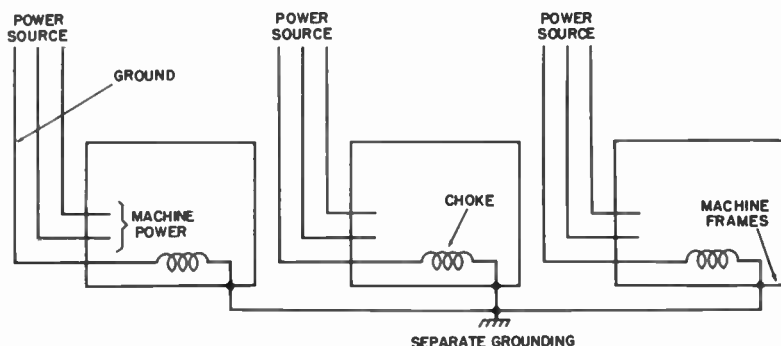 POWER
SOURCE
POWER
SOURCE
POWER
SOURCE
GROUND
MACHINE
POWER
CHOKE
MACHINE
FRAMES
SEPARATE GROUNDING